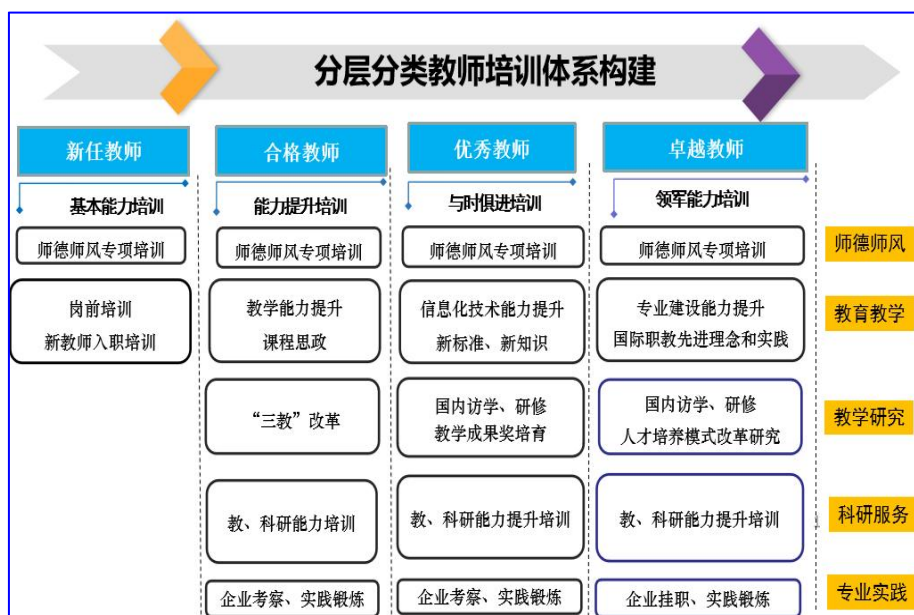 分层分类教师培训体系构建
新任教师
合格教师
优秀教师
卓越教师
基本能力培训
能力提升培训
与时俱进培训
领军能力培训
师德师风专项培训
师德师风专项培训
师德师风专项培训
师德师风专项培训
师德师风
岗前培训
新教师入职培训
教学能力提升
课程思政
信息化技术能力提升
新标准、新知识
专业建设能力提升
国际职教先进理念和实践
教育教学
“三教”改革
国内访学、研修
教学成果奖培育
国内访学、研修
人才培养模式改革研究
教学研究
教、科研能力培训
教、科研能力提升培训
教、科研能力提升培训
科研服务
企业考察、实践锻炼
企业考察、实践锻炼
企业挂职、实践锻炼
专业实践